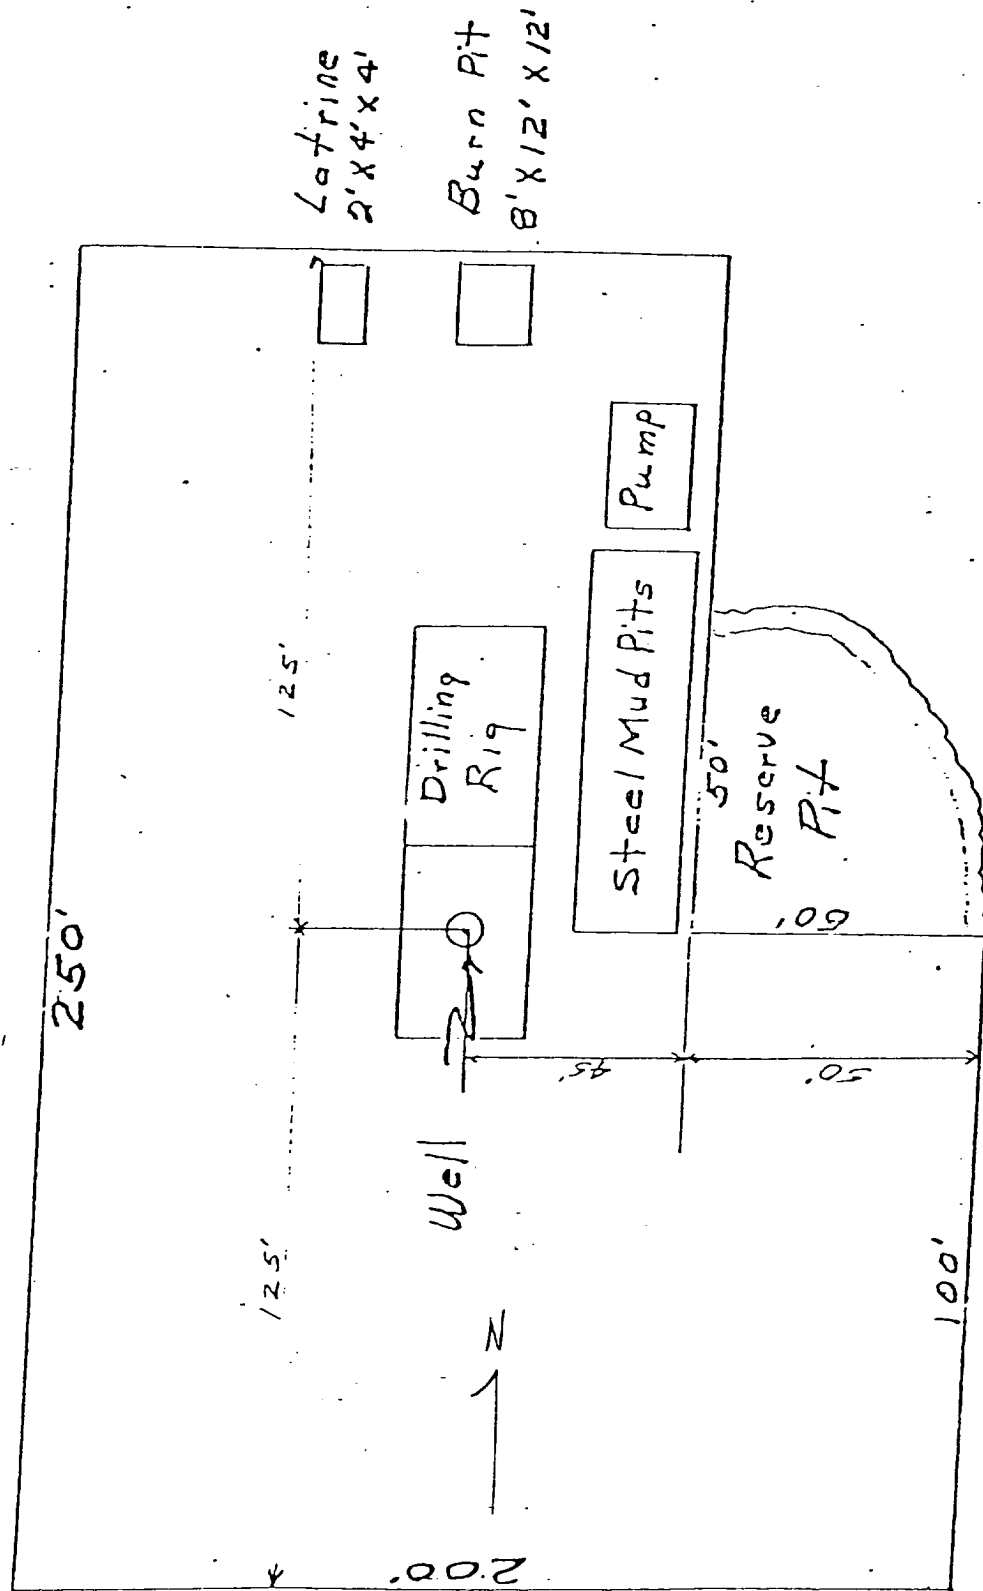 Latrine
2'X4'X4'
Burn Pit
8'X12'X12'
250'
125'
125'
Drilling
Rig
Pump
Steel Mud Pits
50'
Reserve
Pit
60'
Well
45'
50'
N
100'
200'